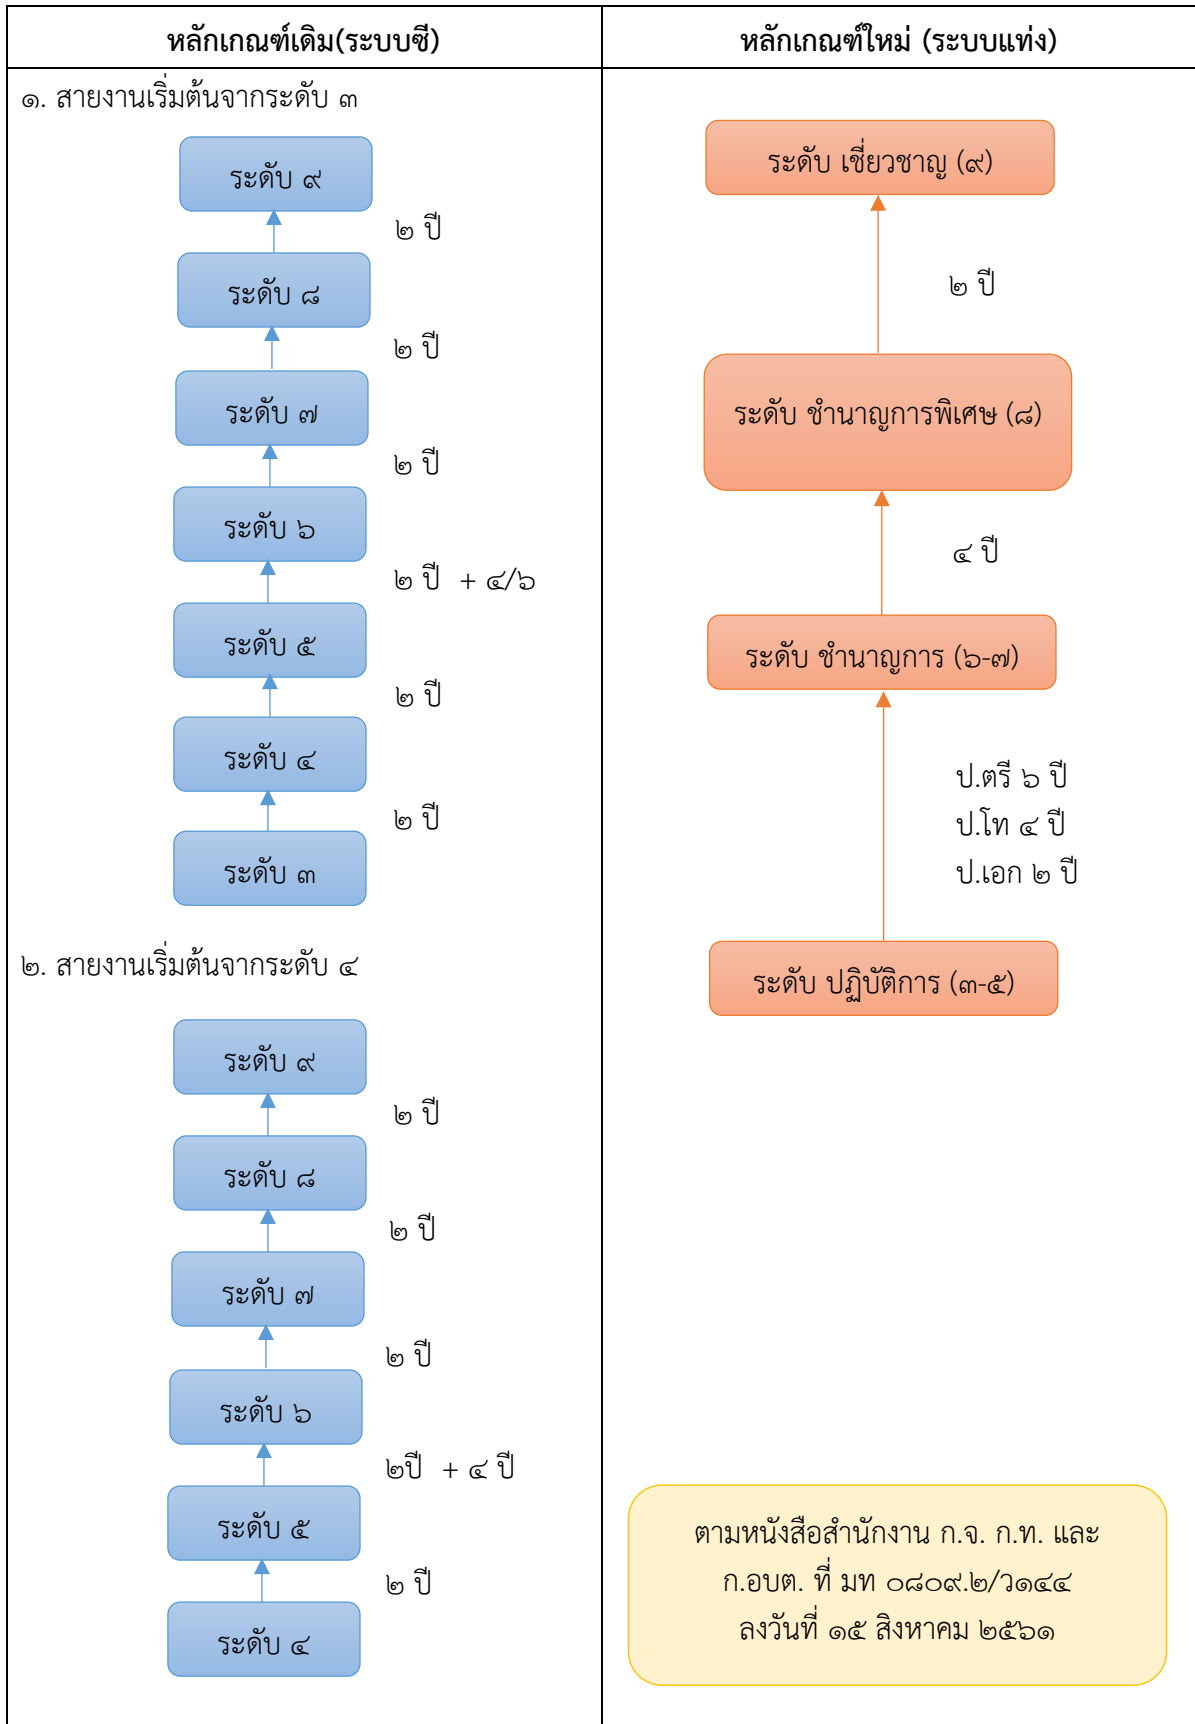 หลักเกณฑ์เดิม(ระบบซี)
หลักเกณฑ์ใหม่ (ระบบแท่ง)
๑. สายงานเริ่มต้นจากระดับ ๓
ระดับ ๙
๒ ปี
ระดับ ๘
๒ ปี
ระดับ ๗
๒ ปี
ระดับ ๖
๒ ปี + ๔/๖
ระดับ ๕
๒ ปี
ระดับ ๔
๒ ปี
ระดับ ๓
๒. สายงานเริ่มต้นจากระดับ ๔
ระดับ ๙
๒ ปี
ระดับ ๘
๒ ปี
ระดับ ๗
๒ ปี
ระดับ ๖
๒ปี + ๔ ปี
ระดับ ๕
๒ ปี
ระดับ ๔
ระดับ เชี่ยวชาญ (๙)
๒ ปี
ระดับ ชำนาญการพิเศษ (๘)
๔ ปี
ระดับ ชำนาญการ (๖-๗)
ป.ตรี ๖ ปี
ป.โท ๔ ปี
ป.เอก ๒ ปี
ระดับ ปฏิบัติการ (๓-๕)
ตามหนังสือสำนักงาน ก.จ. ก.ท. และ
ก.อบต. ที่ มท ๐๘๐๙.๒/ว๑๔๔
ลงวันที่ ๑๕ สิงหาคม ๒๕๖๑